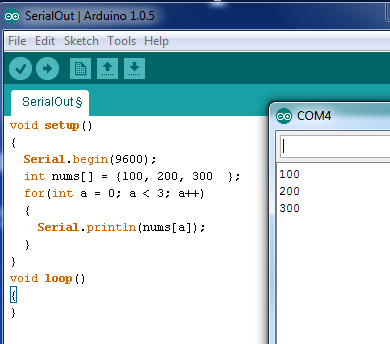 SerialOut | Arduino 1.0.5
File Edit Sketch Tools Help
SerialOut §
void setup()
{
  Serial.begin(9600);
  int nums[] = {100, 200, 300  };
  for(int a = 0; a < 3; a++)
  {
    Serial.println(nums[a]);
  }
}
void loop()
{
}
COM4
100
200
300